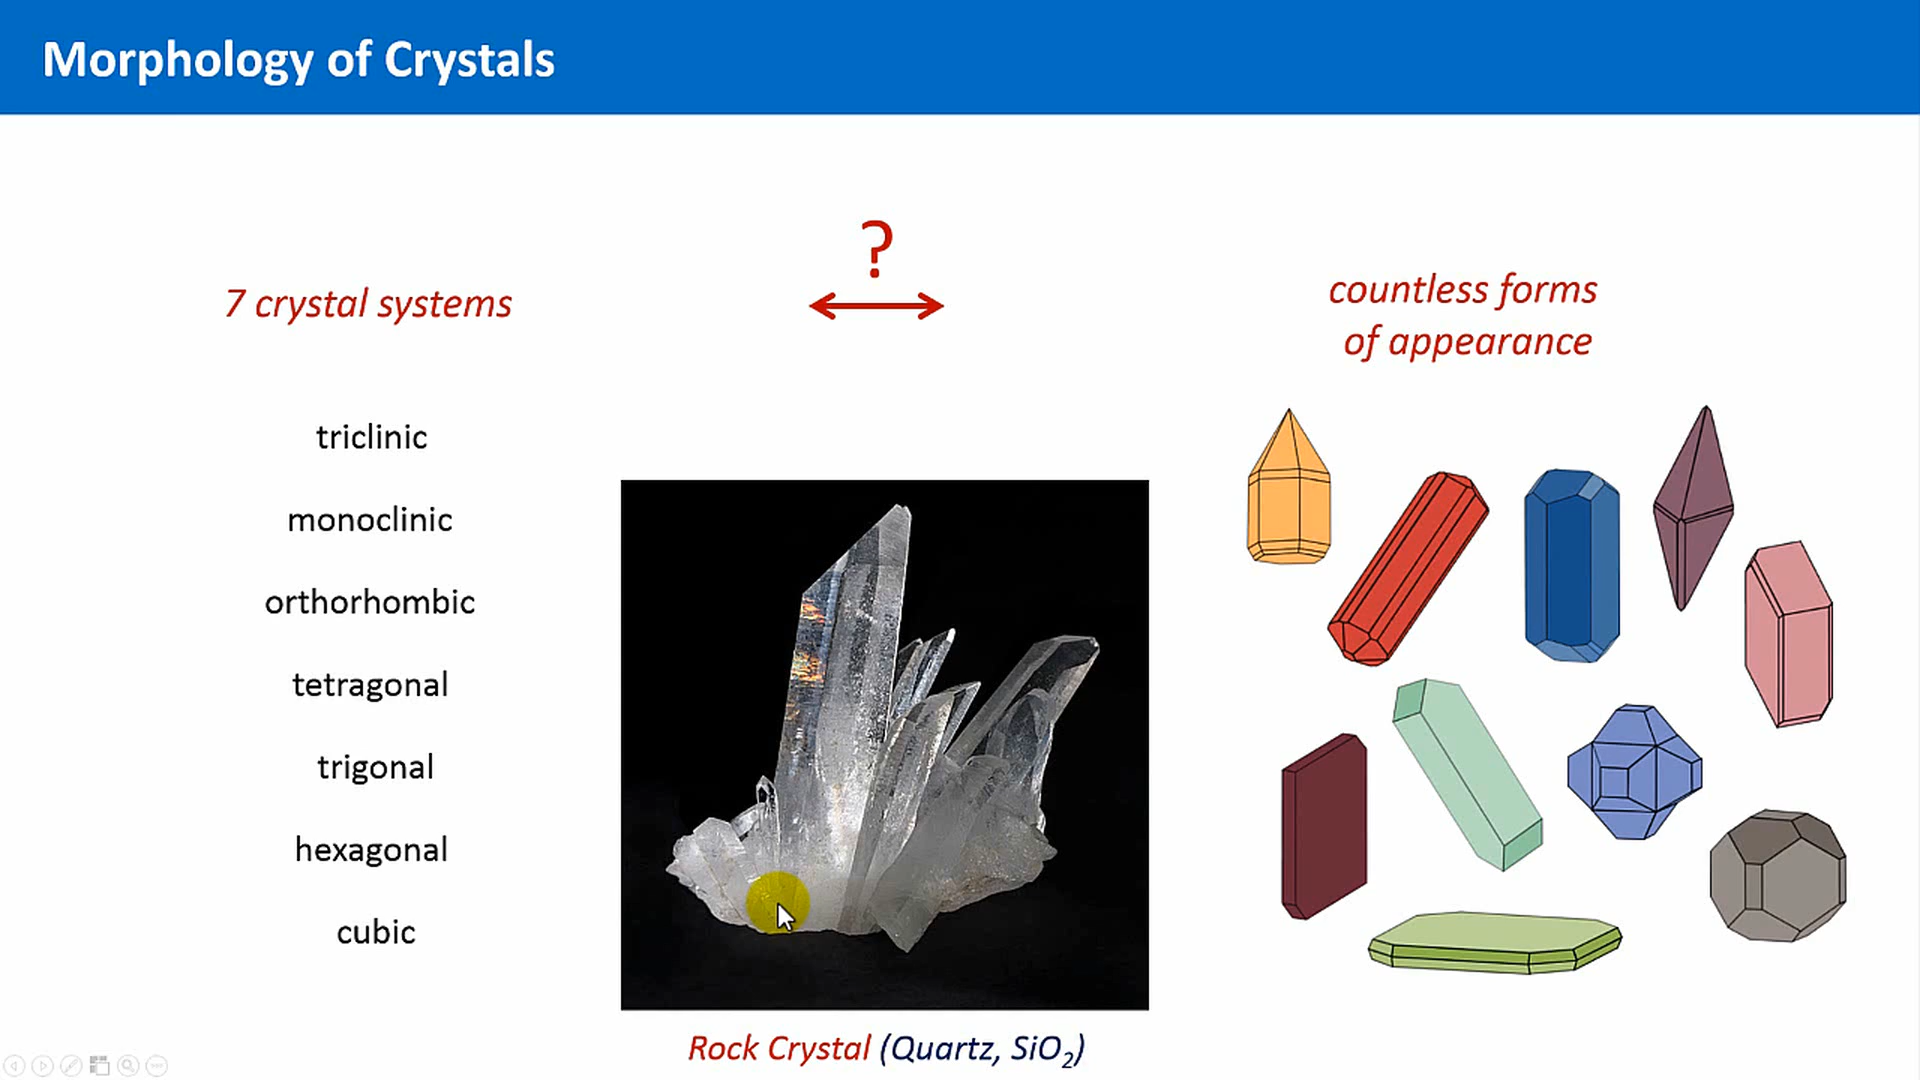 Morphology of Crystals
?
7 crystal systems
countless forms
of appearance
triclinic
monoclinic
orthorhombic
tetragonal
trigonal
hexagonal
cubic
Rock Crystal (Quartz, SiO₂)